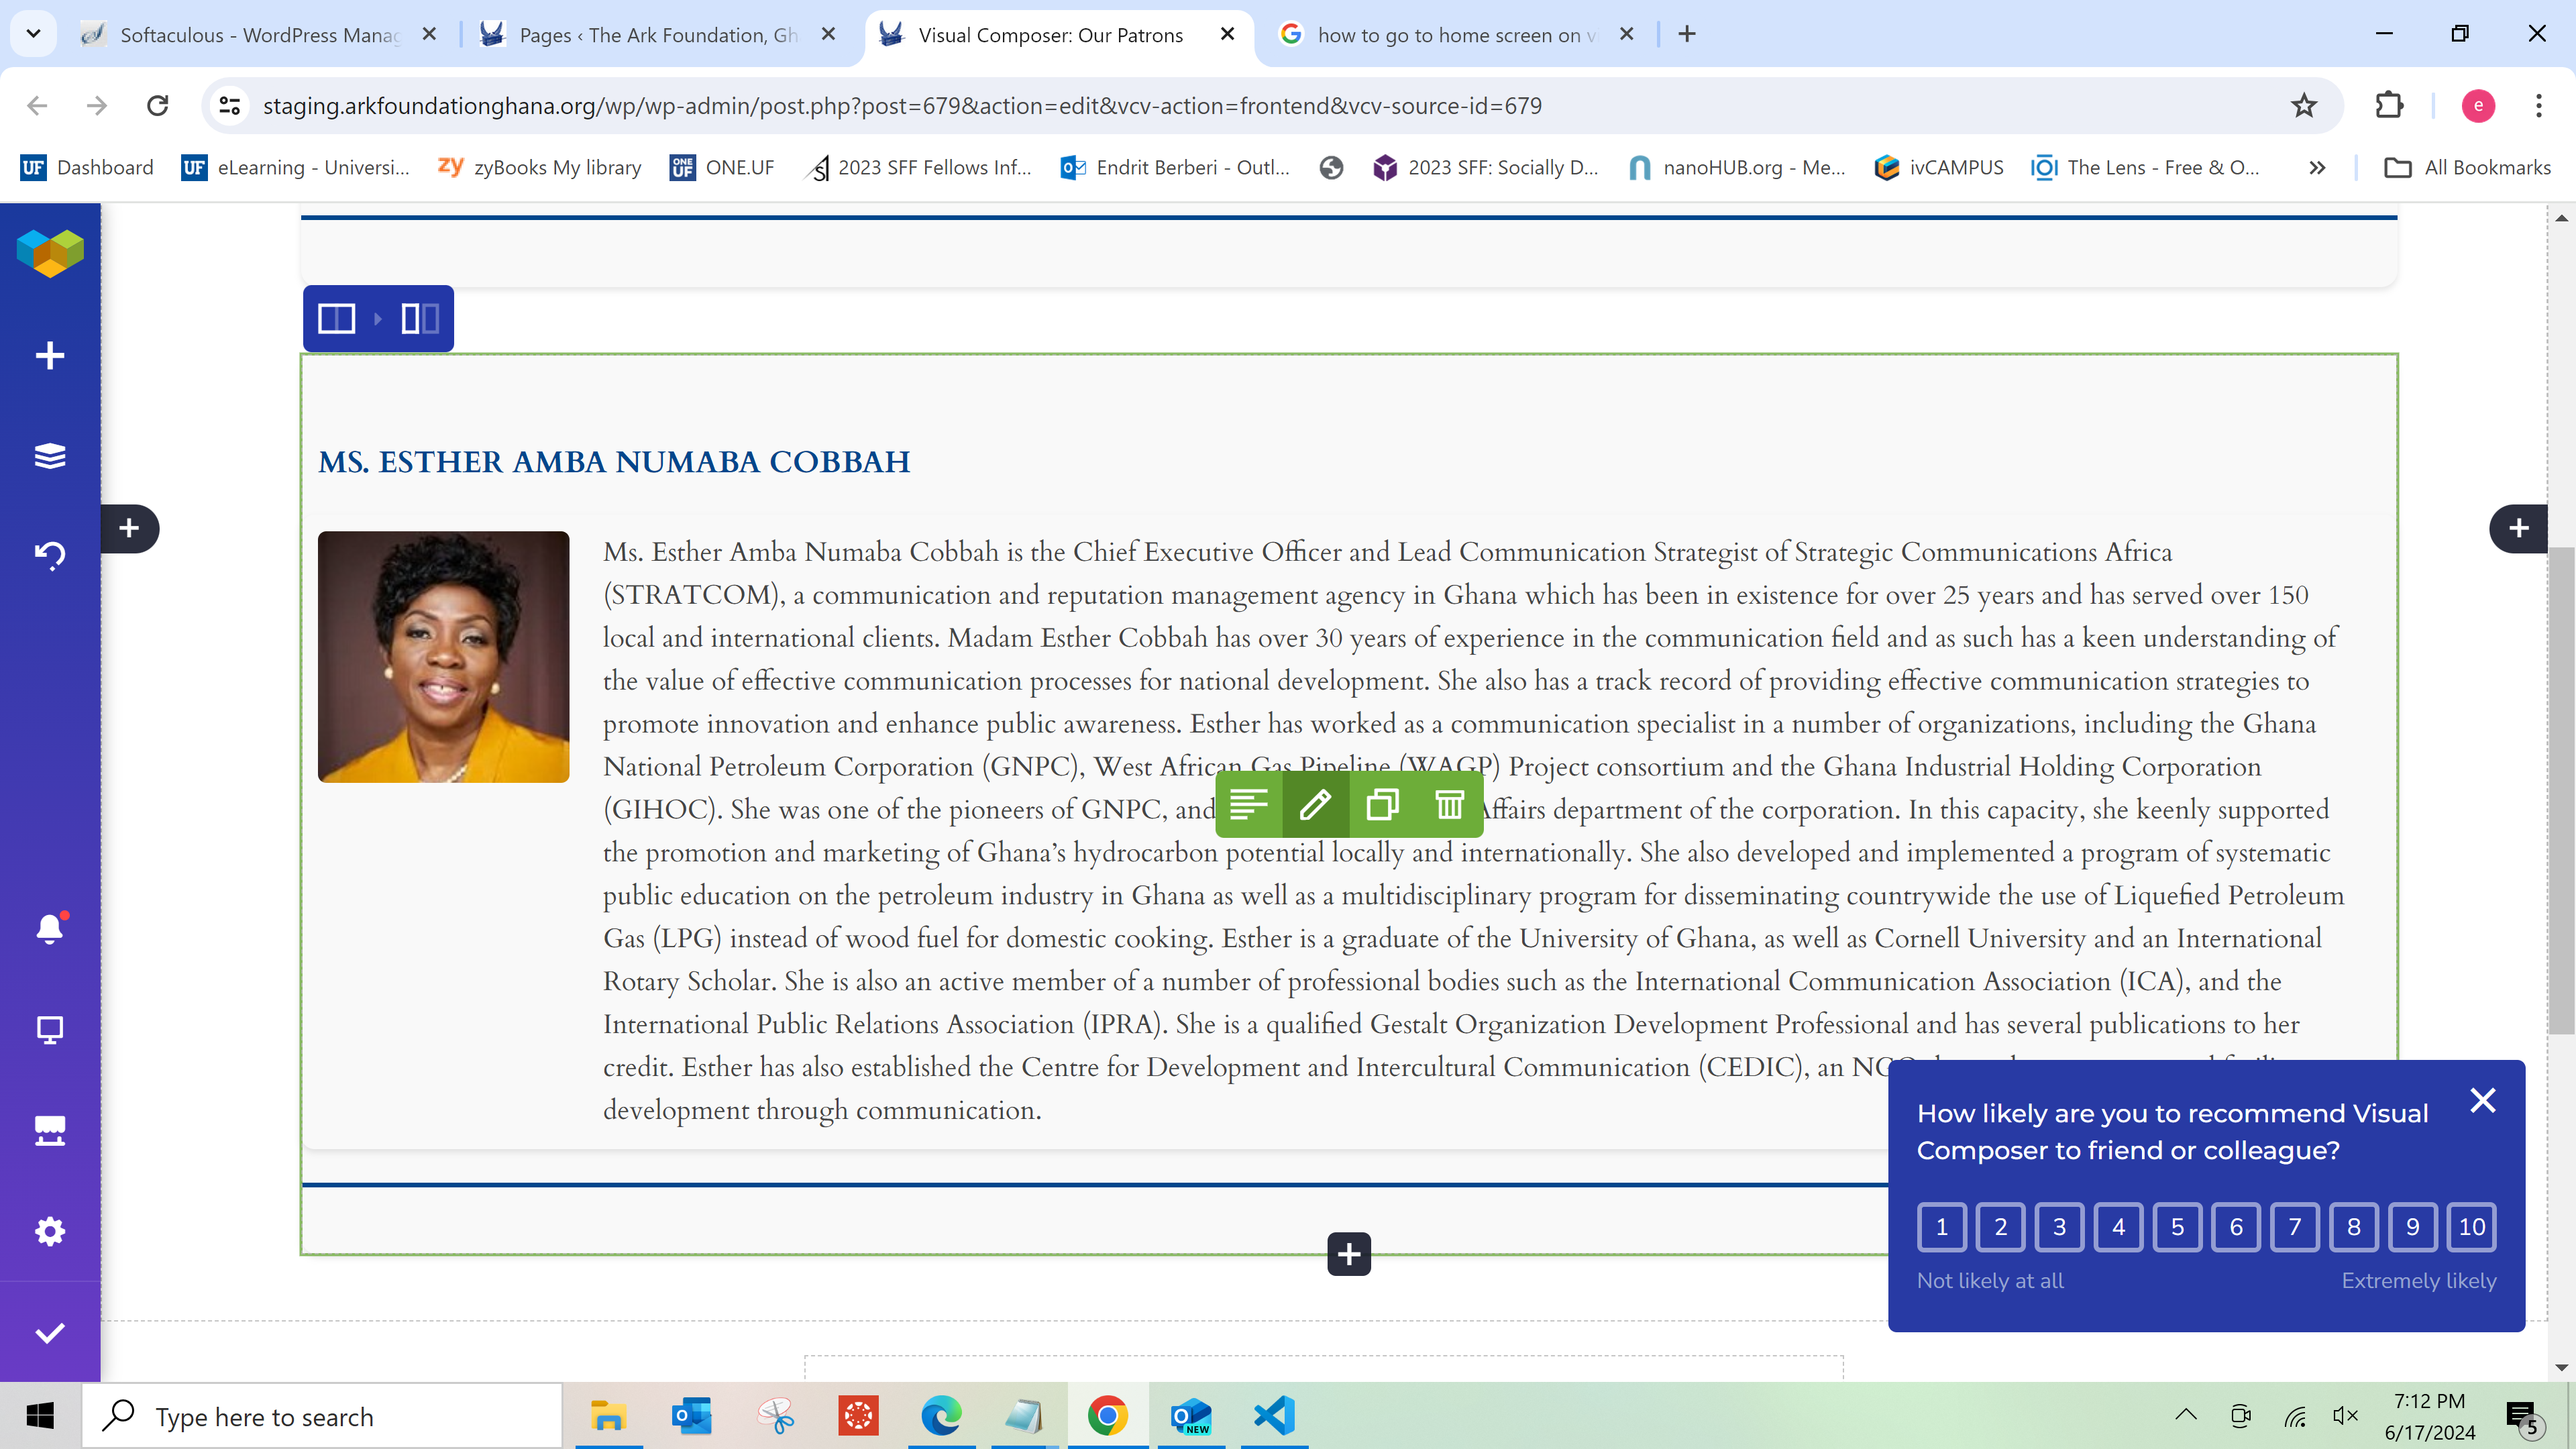 Softaculous - WordPress Manag
Pages ‹ The Ark Foundation, Gh
Visual Composer: Our Patrons
how to go to home screen on v
staging.arkfoundationghana.org/wp/wp-admin/post.php?post=679&action=edit&vcv-action=frontend&vcv-source-id=679
e
UF Dashboard
UF eLearning - Universi...
zy zyBooks My library
ONE UF ONE.UF
2023 SFF Fellows Inf...
Endrit Berberi - Outl...
2023 SFF: Socially D...
nanoHUB.org - Me...
ivCAMPUS
The Lens - Free & O...
All Bookmarks
MS. ESTHER AMBA NUMABA COBBAH
Ms. Esther Amba Numaba Cobbah is the Chief Executive Officer and Lead Communication Strategist of Strategic Communications Africa
(STRATCOM), a communication and reputation management agency in Ghana which has been in existence for over 25 years and has served over 150
local and international clients. Madam Esther Cobbah has over 30 years of experience in the communication field and as such has a keen understanding of
the value of effective communication processes for national development. She also has a track record of providing effective communication strategies to
promote innovation and enhance public awareness. Esther has worked as a communication specialist in a number of organizations, including the Ghana
National Petroleum Corporation (GNPC), West African Gas Pipeline (WAGP) Project consortium and the Ghana Industrial Holding Corporation
(GIHOC). She was one of the pioneers of GNPC, and Affairs department of the corporation. In this capacity, she keenly supported
the promotion and marketing of Ghana’s hydrocarbon potential locally and internationally. She also developed and implemented a program of systematic
public education on the petroleum industry in Ghana as well as a multidisciplinary program for disseminating countrywide the use of Liquefied Petroleum
Gas (LPG) instead of wood fuel for domestic cooking. Esther is a graduate of the University of Ghana, as well as Cornell University and an International
Rotary Scholar. She is also an active member of a number of professional bodies such as the International Communication Association (ICA), and the
International Public Relations Association (IPRA). She is a qualified Gestalt Organization Development Professional and has several publications to her
credit. Esther has also established the Centre for Development and Intercultural Communication (CEDIC), an
development through communication.
How likely are you to recommend Visual
Composer to friend or colleague?
1 2 3 4 5 6 7 8 9 10
Not likely at all Extremely likely
Type here to search
NEW
7:12 PM
6/17/2024
5